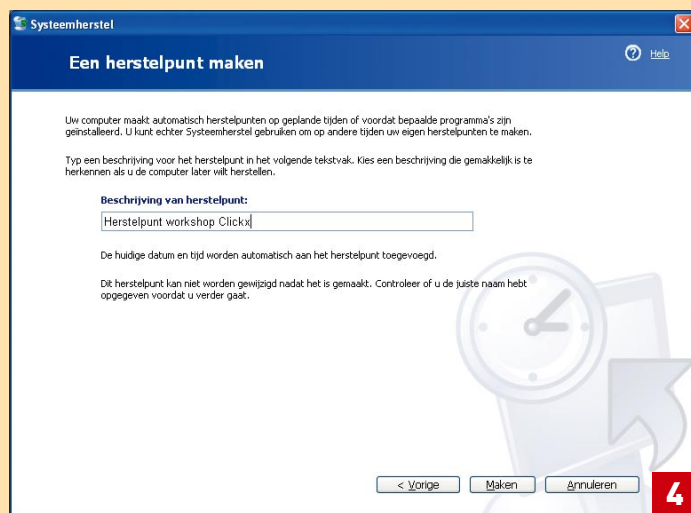 Systeemherstel
Een herstelpunt maken
Help
Uw computer maakt automatisch herstelpunten op geplande tijden of voordat bepaalde programma's zijn
geïnstalleerd. U kunt echter Systeemherstel gebruiken om op andere tijden uw eigen herstelpunten te maken.
Typ een beschrijving voor het herstelpunt in het volgende tekstvak. Kies een beschrijving die gemakkelijk is te
herkennen als u de computer later wilt herstellen.
Beschrijving van herstelpunt:
Herstelpunt workshop Clickx
De huidige datum en tijd worden automatisch aan het herstelpunt toegevoegd.
Dit herstelpunt kan niet worden gewijzigd nadat het is gemaakt. Controleer of u de juiste naam hebt
opgegeven voordat u verder gaat.
< Vorige
Maken
Annuleren
4